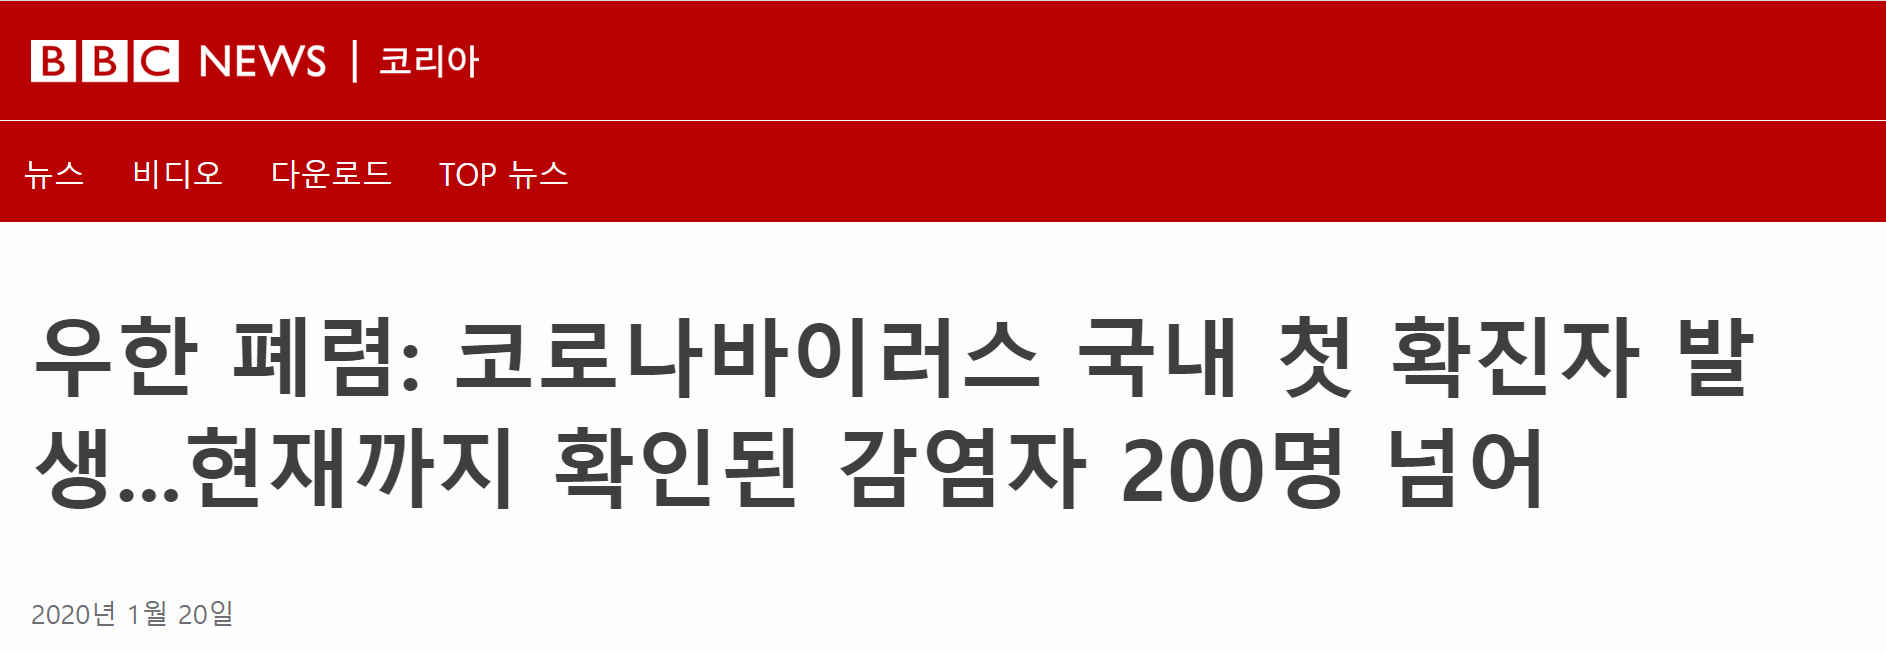 BBC NEWS | 코리아
뉴스 비디오 다운로드 TOP 뉴스
우한 폐렴: 코로나바이러스 국내 첫 확진자 발
생...현재까지 확인된 감염자 200명 넘어
2020년 1월 20일